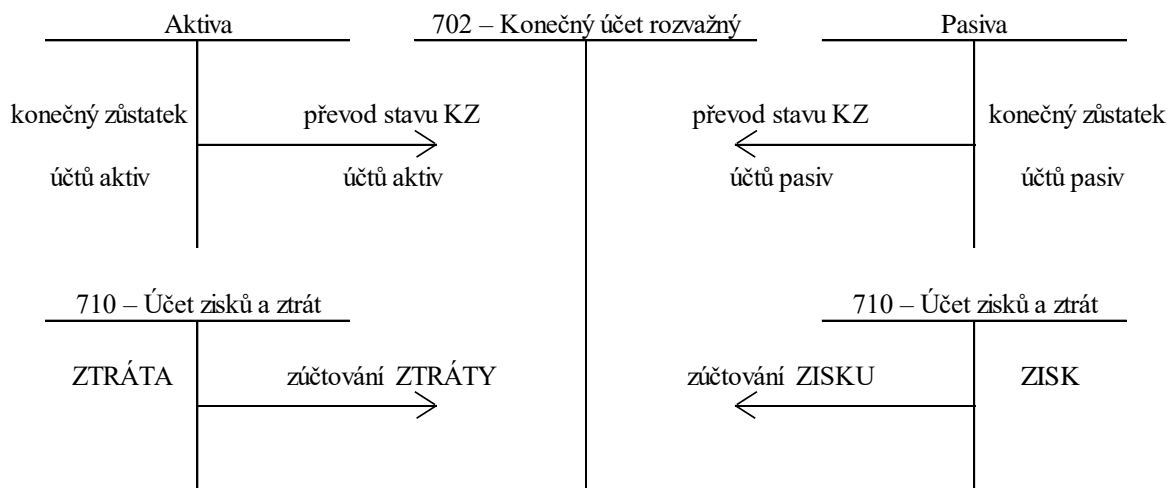 Aktiva 702 – Konečný účet rozvažný Pasiva
konečný zůstatek převod stavu KZ převod stavu KZ konečný zůstatek
účtů aktiv účtů aktiv účtů pasiv účtů pasiv
710 – Účet zisků a ztrát 710 – Účet zisků a ztrát
ZTRÁTA zúčtování ZTRÁTY zúčtování ZISKU ZISK